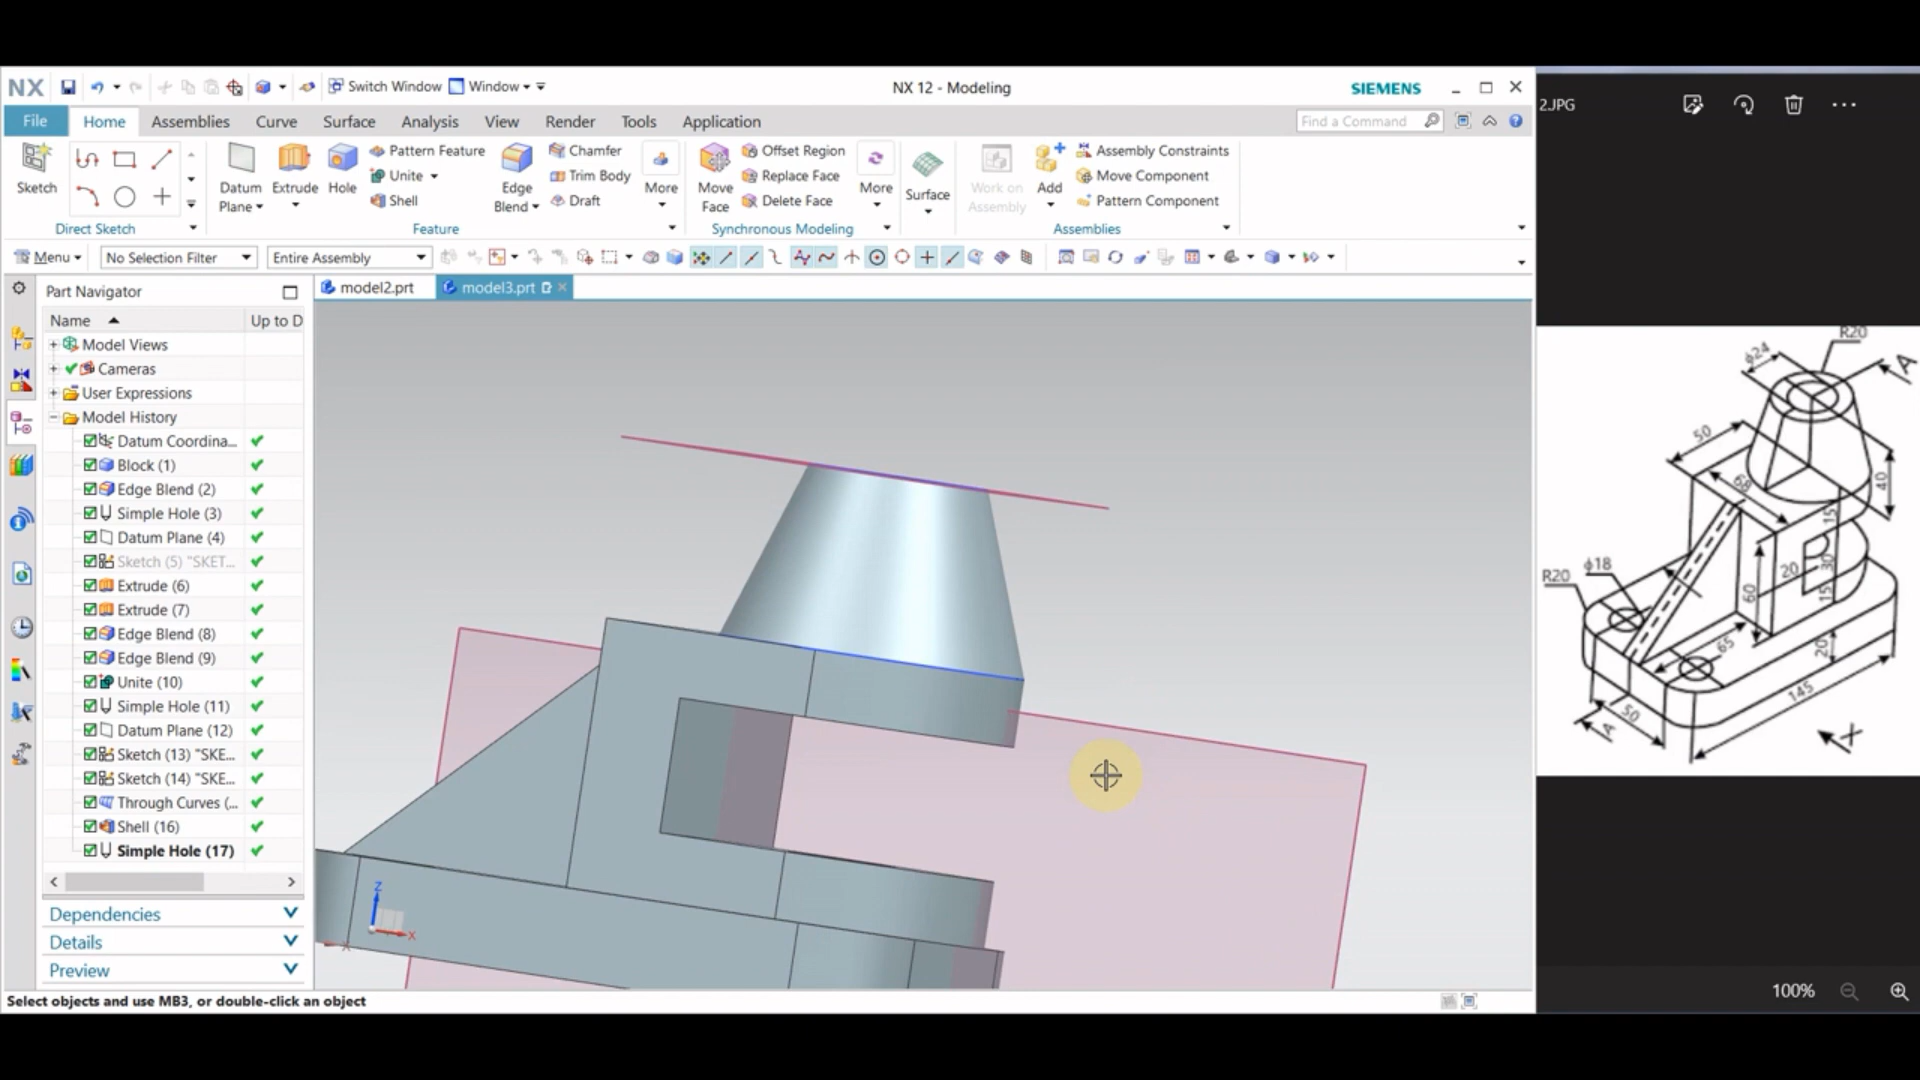 NX Switch Window Window NX 12 - Modeling SIEMENS
2.JPG
File Home Assemblies Curve Surface Analysis View Render Tools Application Find a Command
Sketch
Direct Sketch
Datum Plane
Extrude
Hole
Pattern Feature
Unite
Shell
Edge Blend
Chamfer
Trim Body
Draft
More
Feature
Move Face
Offset Region
Replace Face
Delete Face
More
Synchronous Modeling
Surface
Work on Assembly
Add
Assembly Constraints
Move Component
Pattern Component
Assemblies
Menu No Selection Filter Entire Assembly
Part Navigator
model2.prt model3.prt
Name Up to D
Model Views
Cameras
User Expressions
Model History
Datum Coordina...
Block (1)
Edge Blend (2)
Simple Hole (3)
Datum Plane (4)
Sketch (5) "SKET...
Extrude (6)
Extrude (7)
Edge Blend (8)
Edge Blend (9)
Unite (10)
Simple Hole (11)
Datum Plane (12)
Sketch (13) "SKE...
Sketch (14) "SKE...
Through Curves (...
Shell (16)
Simple Hole (17)
Dependencies
Details
Preview
Z
X
X
Select objects and use MB3, or double-click an object
R20
ϕ24
A
50
68
40
15
R20
ϕ18
20
30
60
15
65
20
145
50
A
X
100%